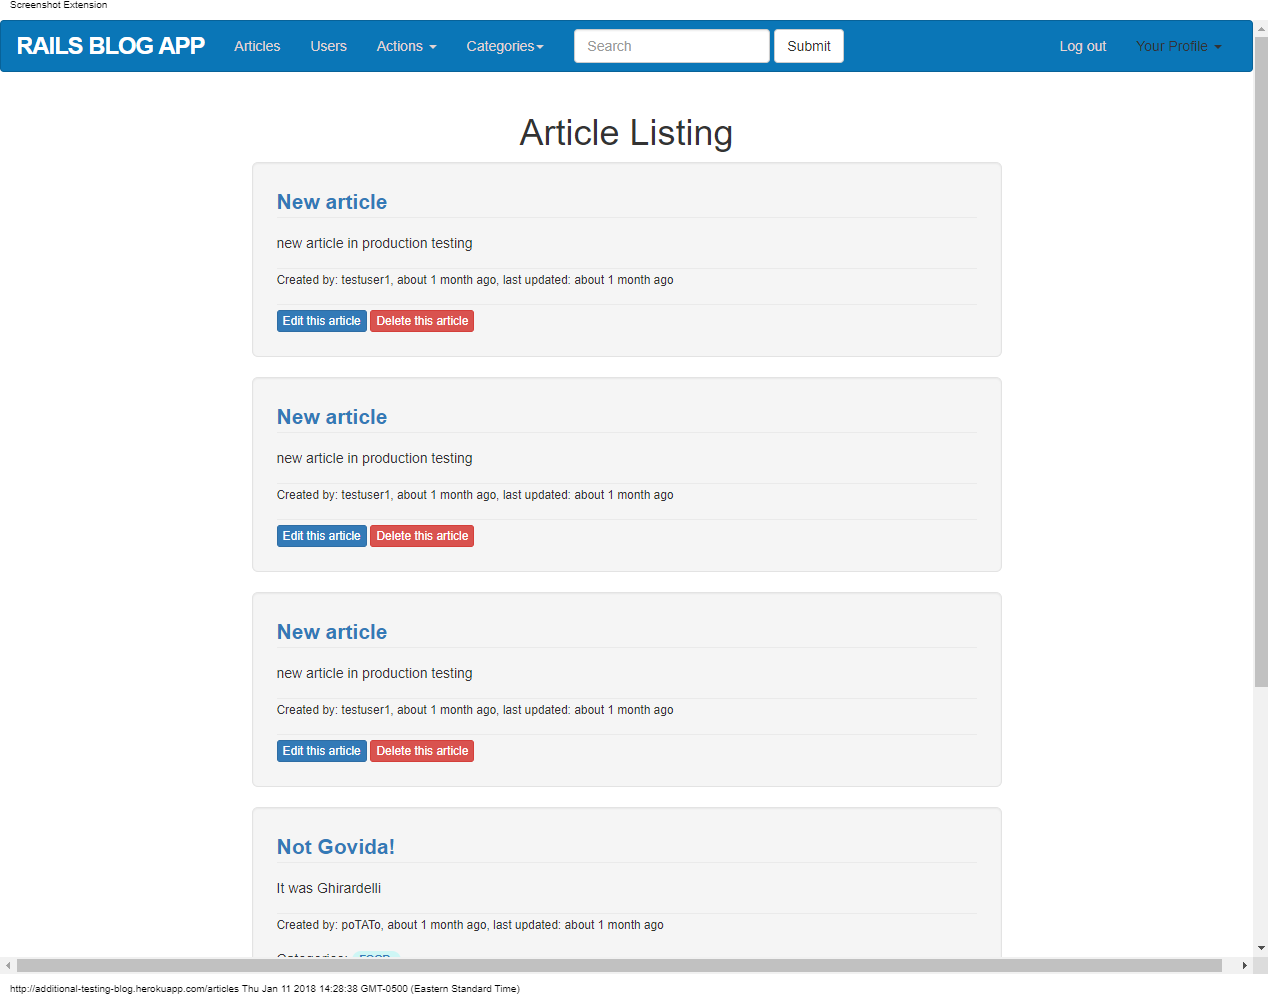 Screenshot Extension
RAILS BLOG APP Articles Users Actions Categories Search Submit Log out Your Profile
Article Listing
New article
new article in production testing
Created by: testuser1, about 1 month ago, last updated: about 1 month ago
Edit this article Delete this article
New article
new article in production testing
Created by: testuser1, about 1 month ago, last updated: about 1 month ago
Edit this article Delete this article
New article
new article in production testing
Created by: testuser1, about 1 month ago, last updated: about 1 month ago
Edit this article Delete this article
Not Govida!
It was Ghirardelli
Created by: poTATo, about 1 month ago, last updated: about 1 month ago
http://additional-testing-blog.herokuapp.com/articles Thu Jan 11 2018 14:28:38 GMT-0500 (Eastern Standard Time)